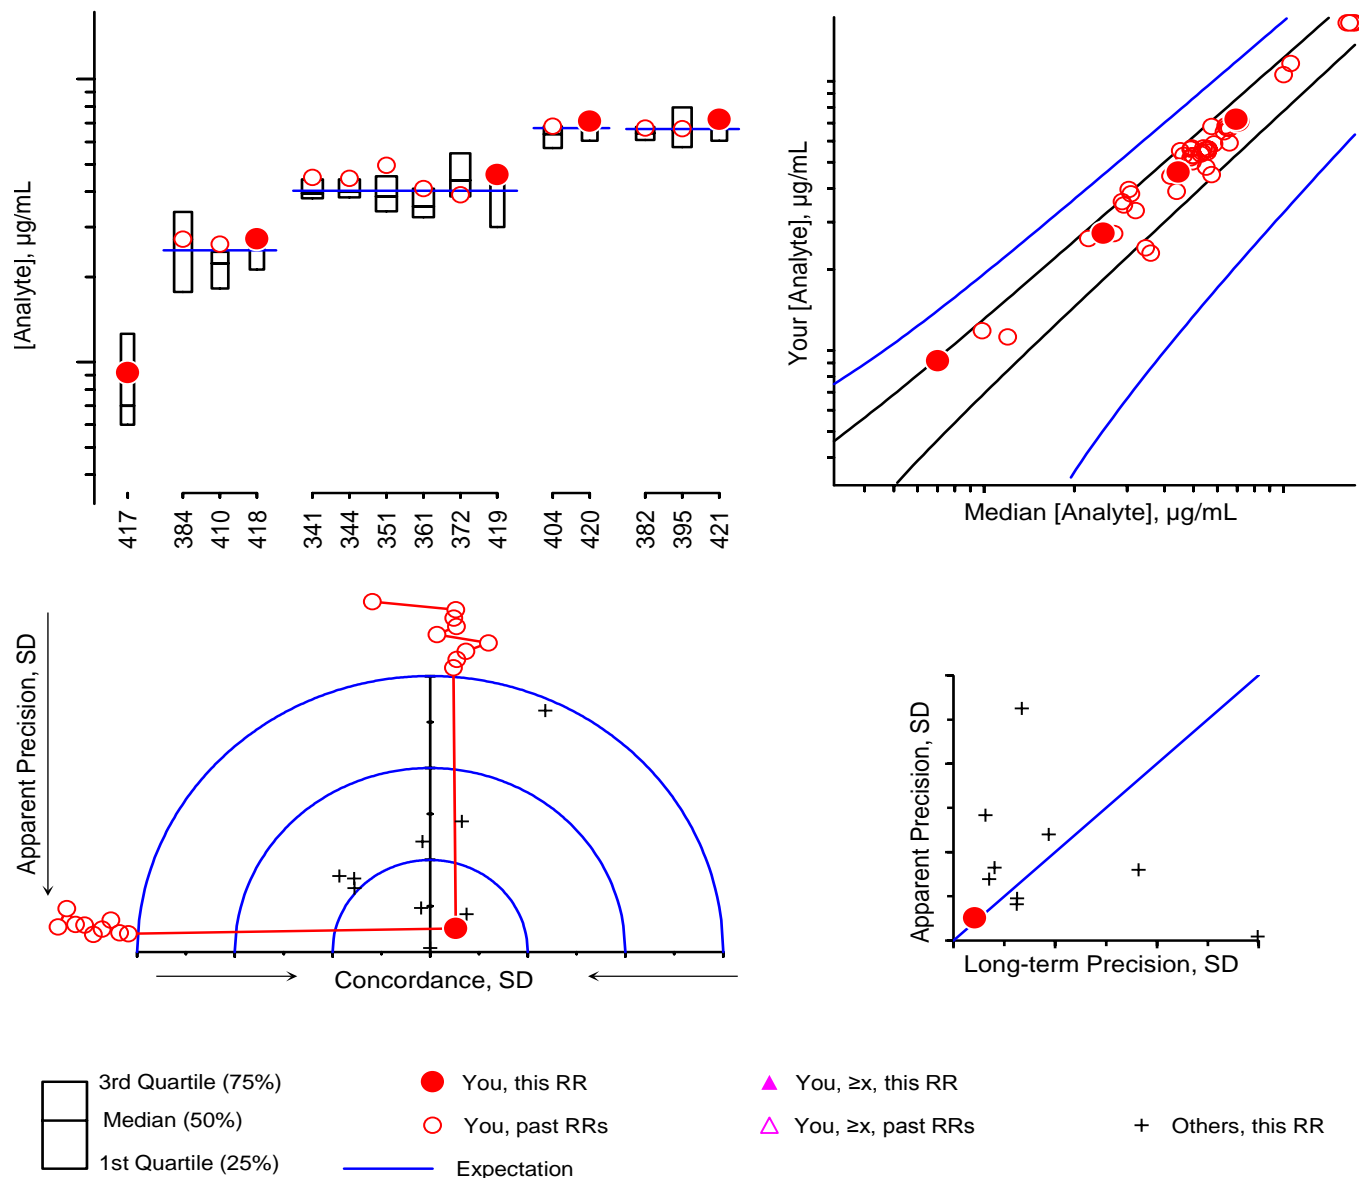 [Analyte], µg/mL
417
384
410
418
341
344
351
361
372
419
404
420
382
395
421
Your [Analyte], µg/mL
Median [Analyte], µg/mL
Apparent Precision, SD
Concordance, SD
Apparent Precision, SD
Long-term Precision, SD
3rd Quartile (75%)
Median (50%)
1st Quartile (25%)
You, this RR
You, past RRs
Expectation
You, ≥x, this RR
You, ≥x, past RRs
Others, this RR